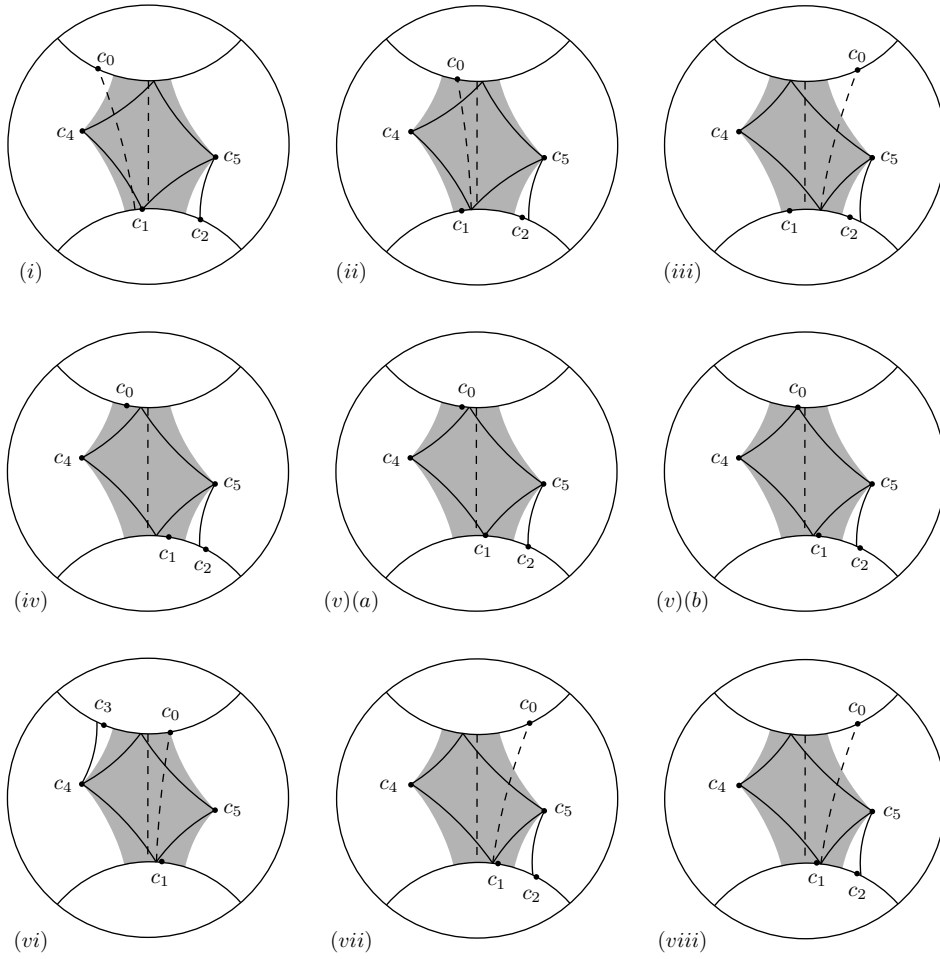 c₀ c₀ c₀
c₄ c₅ c₄ c₅ c₄ c₅
c₁ c₂ c₁ c₂ c₁ c₂
(i) (ii) (iii)
c₀ c₀ c₀
c₄ c₅ c₄ c₅ c₄ c₅
c₁ c₂ c₁ c₂ c₁ c₂
(iv) (v)(a) (v)(b)
c₃ c₀ c₀ c₀
c₄ c₅ c₄ c₅ c₄ c₅
c₁ c₁ c₂ c₁ c₂
(vi) (vii) (viii)